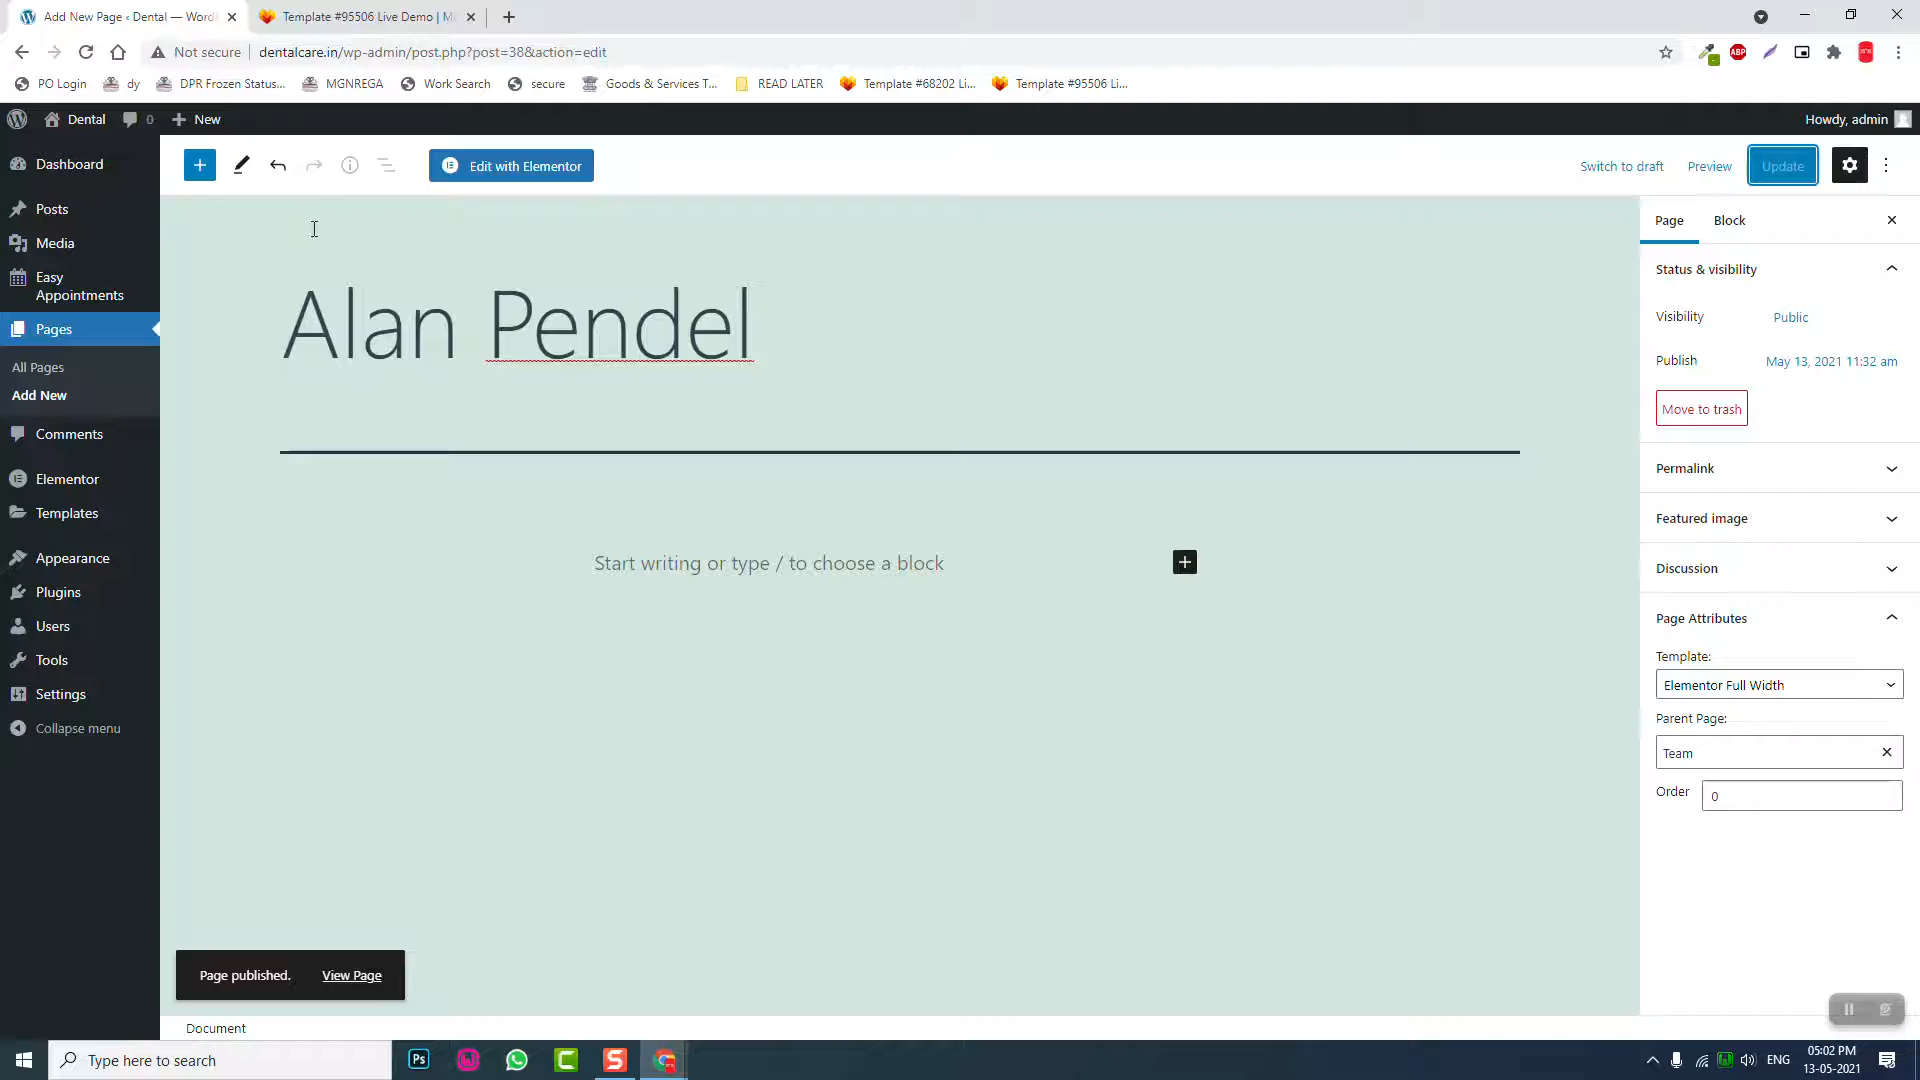 Add New Page ‹ Dental — Word
Template #95506 Live Demo | M
Not secure
dentalcare.in/wp-admin/post.php?post=38&action=edit
ABP
PO Login
dy
DPR Frozen Status...
MGNREGA
Work Search
secure
Goods & Services T...
READ LATER
Template #68202 Li...
Template #95506 Li...
Dental
0
New
Howdy, admin
Dashboard
Posts
Media
Easy
Appointments
Pages
All Pages
Add New
Comments
Elementor
Templates
Appearance
Plugins
Users
Tools
Settings
Collapse menu
Edit with Elementor
Switch to draft
Preview
Update
Alan Pendel
Start writing or type / to choose a block
Page published.
View Page
Document
Page
Block
Status & visibility
Visibility
Public
Publish
May 13, 2021 11:32 am
Move to trash
Permalink
Featured image
Discussion
Page Attributes
Template:
Elementor Full Width
Parent Page:
Team
Order
0
Type here to search
Ps
S
ENG
05:02 PM
13-05-2021